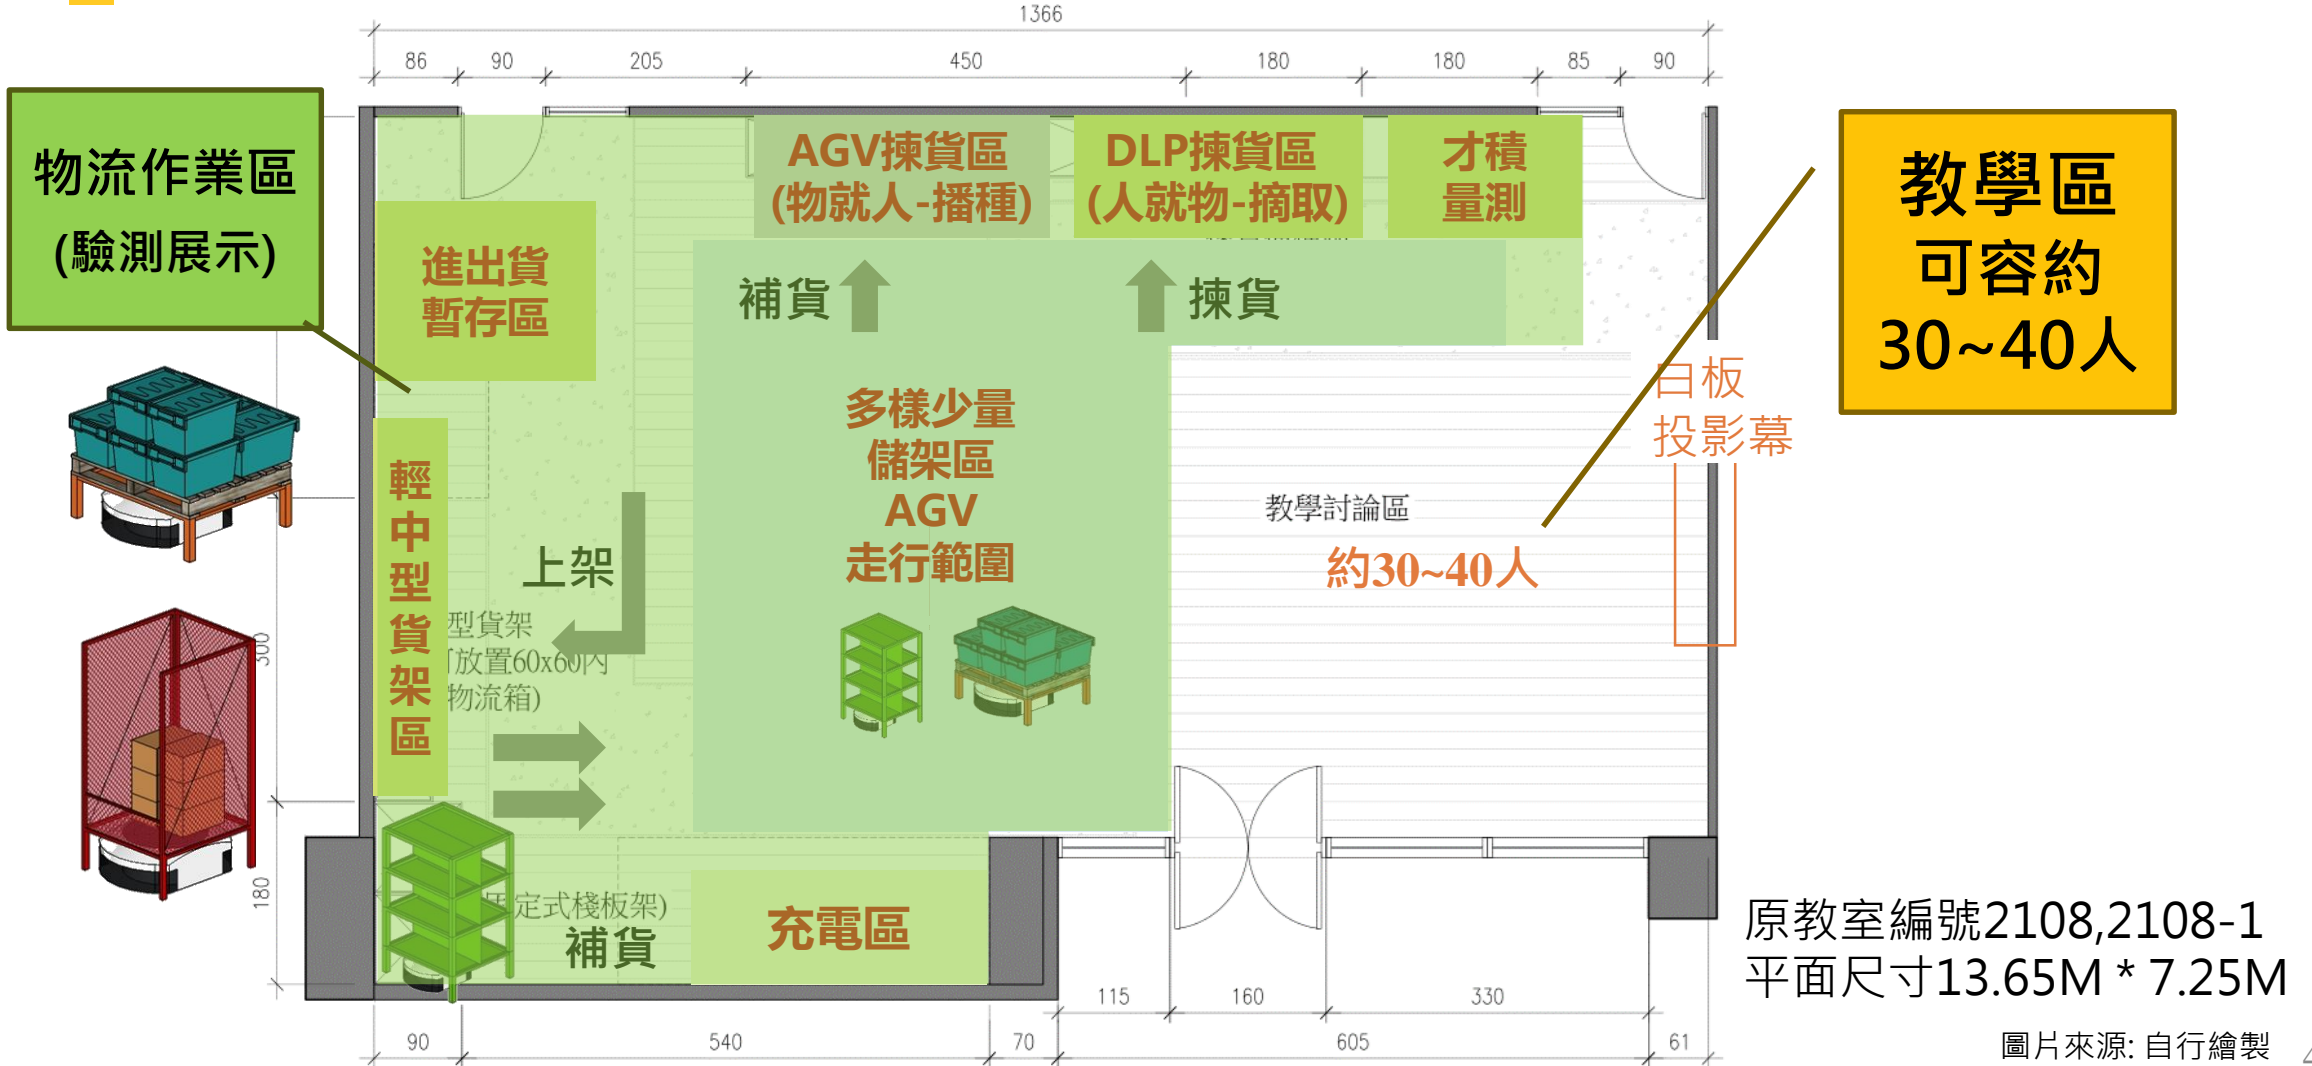 1366
86
90
205
450
180
180
85
90
物流作業區
(驗測展示)
AGV揀貨區
(物就人-播種)
DLP揀貨區
(人就物-摘取)
才積
量測
教學區
可容約
30~40人
進出貨
暫存區
補貨
揀貨
白板
投影幕
多樣少量
儲架區
AGV
走行範圍
輕
中
型
貨
架
區
教學討論區
約30~40人
上架
型貨架
放置60x60內
物流箱)
300
180
定式棧板架)
補貨
充電區
原教室編號2108,2108-1
平面尺寸13.65M * 7.25M
115
160
330
90
540
70
605
61
圖片來源: 自行繪製